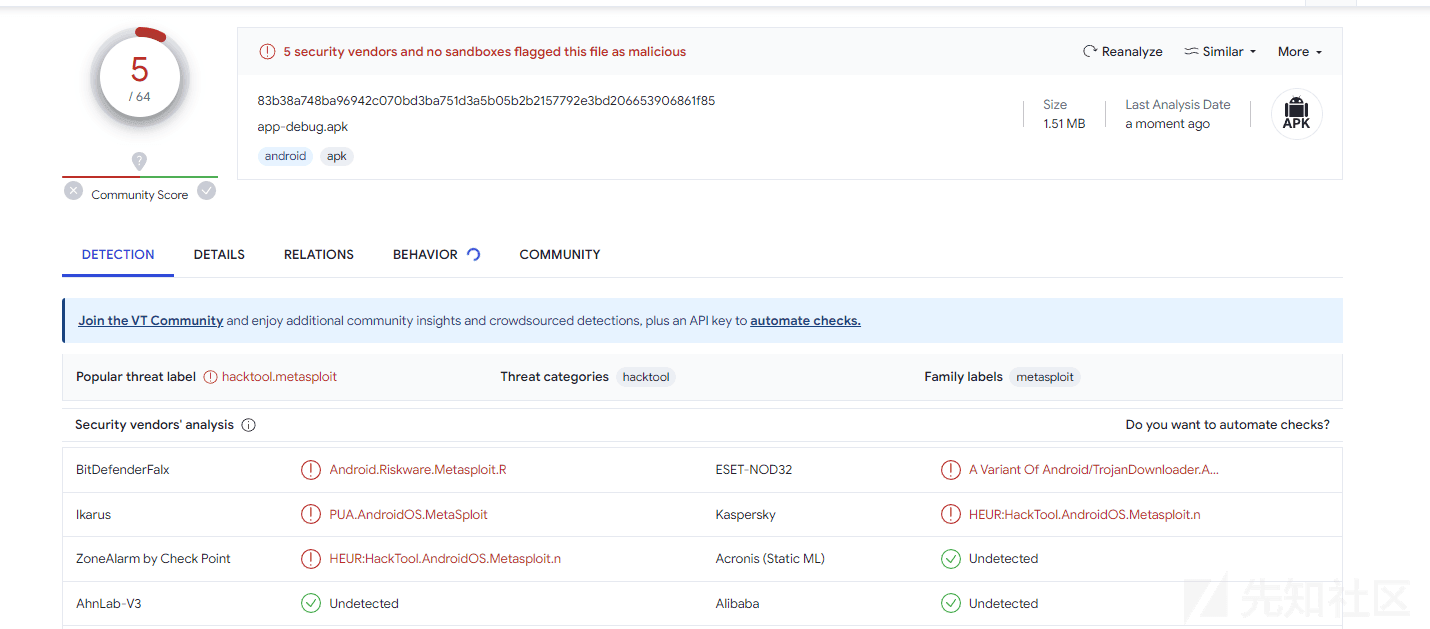 5
/ 64
Community Score
5 security vendors and no sandboxes flagged this file as malicious
Reanalyze
Similar
More
83b38a748ba96942c070bd3ba751d3a5b05b2b2157792e3bd206653906861f85
app-debug.apk
android
apk
Size
1.51 MB
Last Analysis Date
a moment ago
APK
DETECTION
DETAILS
RELATIONS
BEHAVIOR
COMMUNITY
Join the VT Community and enjoy additional community insights and crowdsourced detections, plus an API key to automate checks.
Popular threat label hacktool.metasploit
Threat categories hacktool
Family labels metasploit
Security vendors' analysis
Do you want to automate checks?
BitDefenderFalx Android.Riskware.Metasploit.R ESET-NOD32 A Variant Of Android/TrojanDownloader.A...
Ikarus PUA.AndroidOS.MetaSploit Kaspersky HEUR:HackTool.AndroidOS.Metasploit.n
ZoneAlarm by Check Point HEUR:HackTool.AndroidOS.Metasploit.n Acronis (Static ML) Undetected
AhnLab-V3 Undetected Alibaba Undetected
先知社区